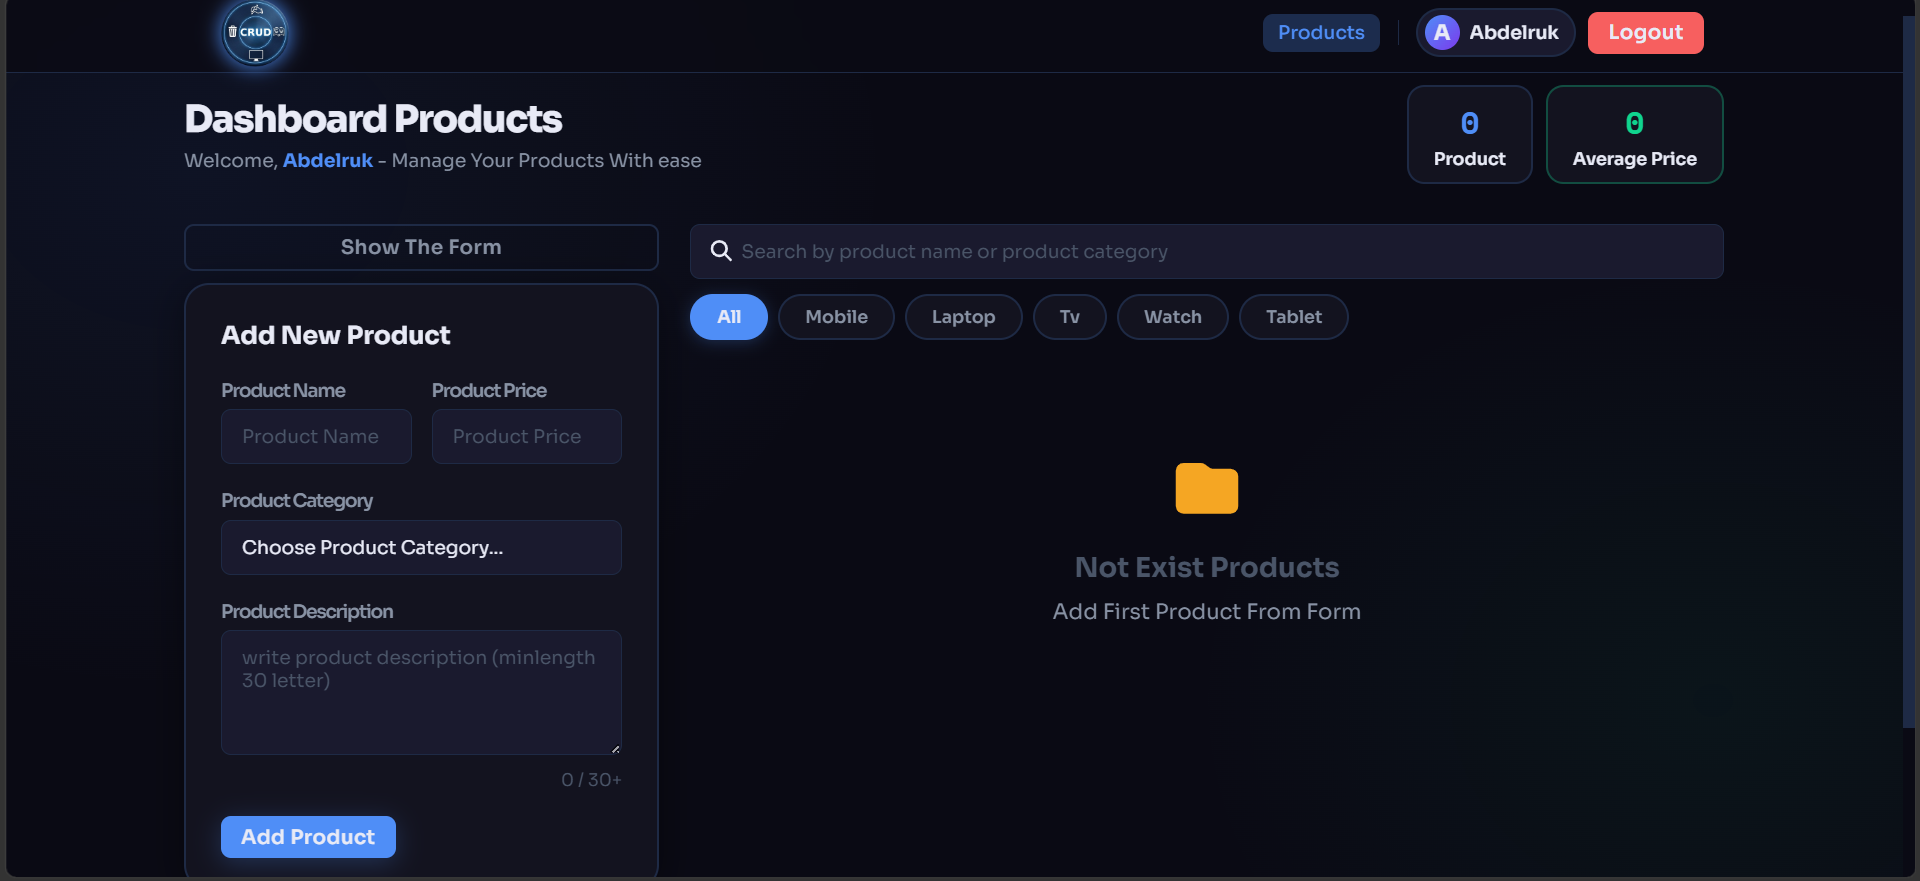 CRUD
Products
A
Abdelruk
Logout
Dashboard Products
Welcome, Abdelruk - Manage Your Products With ease
0
Product
0
Average Price
Show The Form
Search by product name or product category
All
Mobile
Laptop
Tv
Watch
Tablet
Add New Product
Product Name
Product Price
Product Name
Product Price
Product Category
Choose Product Category...
Product Description
write product description (minlength
30 letter)
0 / 30+
Add Product
Not Exist Products
Add First Product From Form